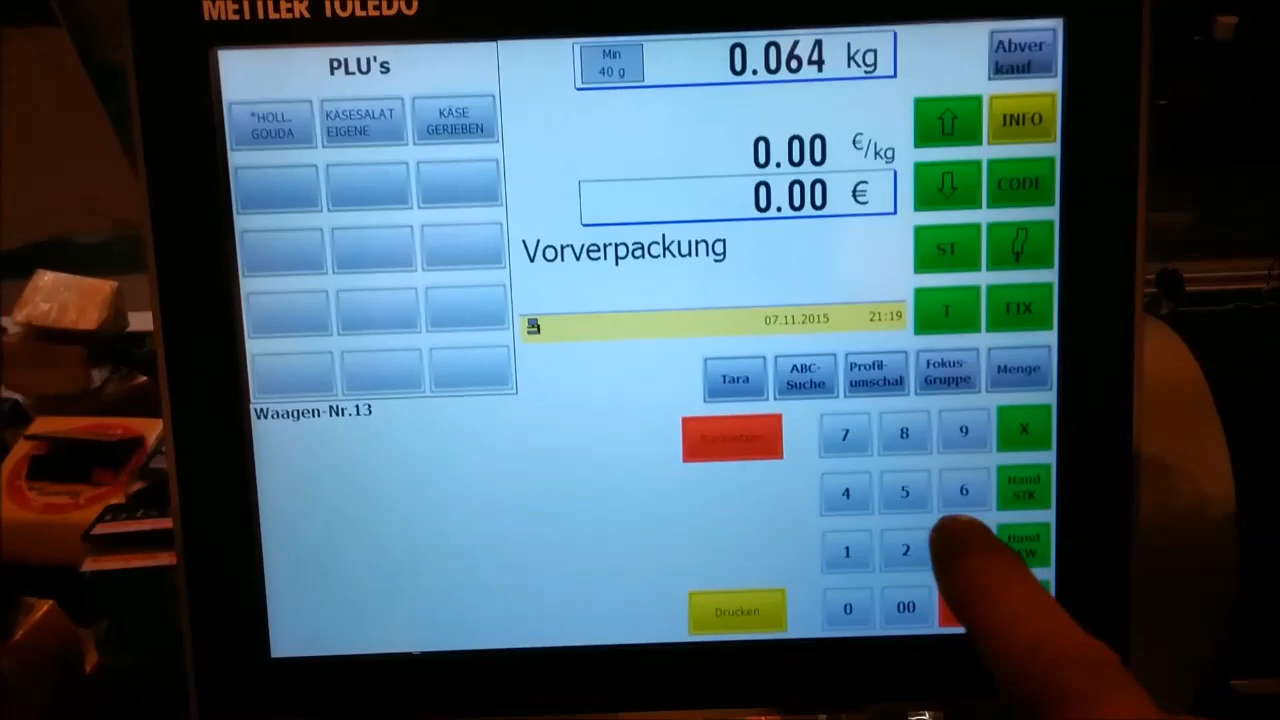 METTLER TOLEDO
PLU's
Min
40 g
0.064 kg
Abver
kauf
*HOLL.
GOUDA
KÄSESALAT
EIGENE
KÄSE
GERIEBEN
INFO
0.00 €/kg
0.00 €
CODE
Vorverpackung
ST
T
FIX
07.11.2015 21:19
Tara
ABC-
Suche
Profil-
umschal
Fokus-
Gruppe
Menge
Waagen-Nr.13
7 8 9 X
4 5 6
Hand
STK
1 2
Hand
Drucken
0 00